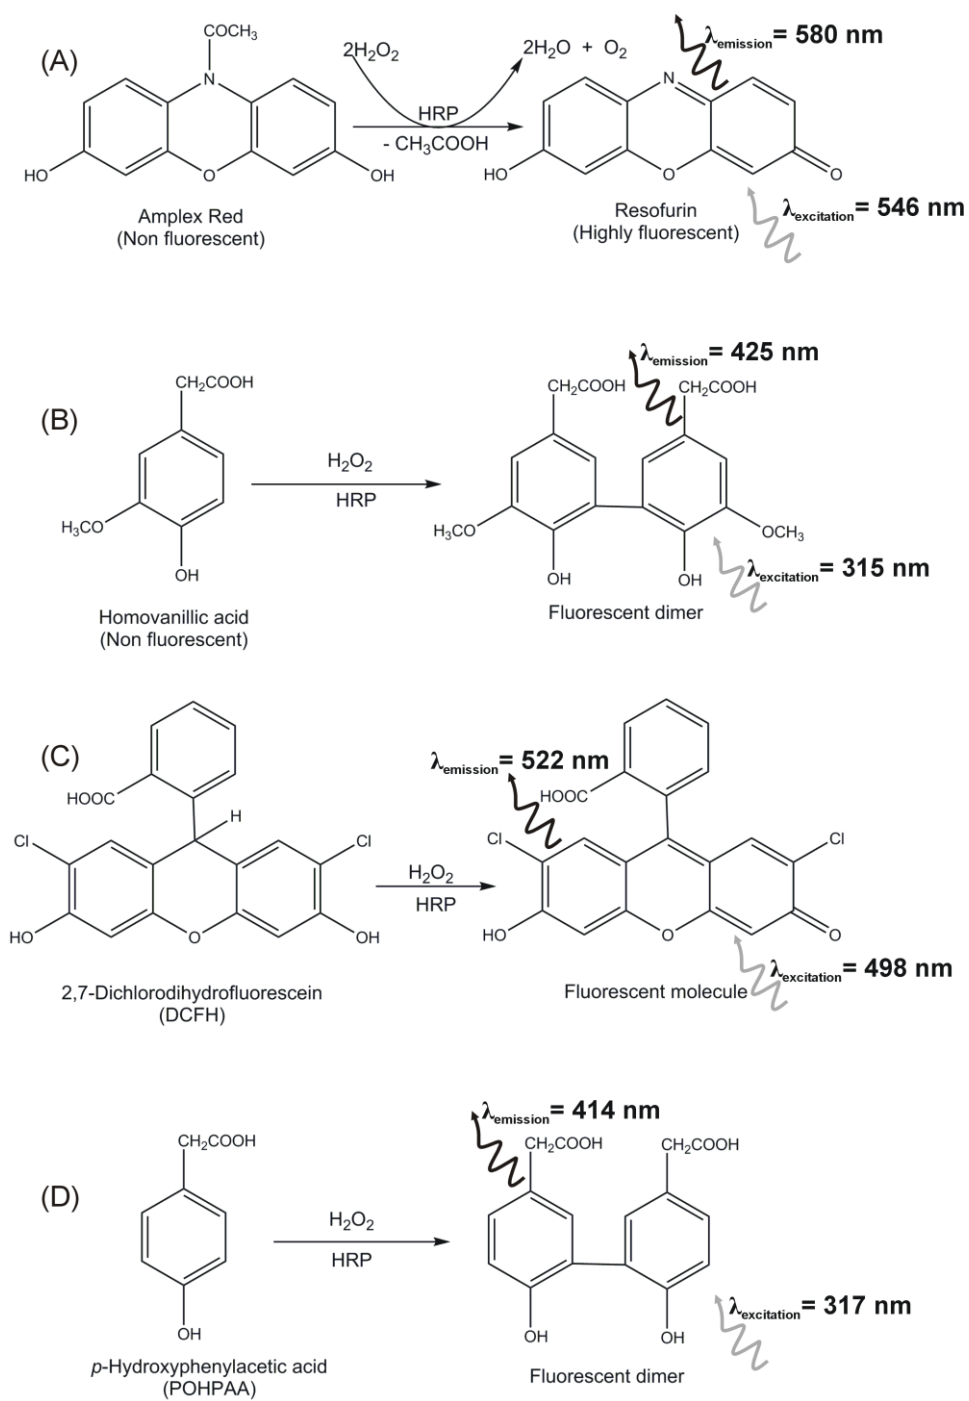 (A)
COCH₃
N
HO
O
OH
Amplex Red
(Non fluorescent)
2H₂O₂
2H₂O + O₂
HRP
- CH₃COOH
λemission= 580 nm
N
HO
O
O
Resofurin
(Highly fluorescent)
λexcitation= 546 nm
(B)
CH₂COOH
H₃CO
OH
Homovanillic acid
(Non fluorescent)
H₂O₂
HRP
λemission= 425 nm
CH₂COOH
CH₂COOH
H₃CO
OCH₃
OH
OH
λexcitation= 315 nm
Fluorescent dimer
(C)
HOOC
H
Cl
Cl
HO
O
OH
2,7-Dichlorodihydrofluorescein
(DCFH)
H₂O₂
HRP
λemission= 522 nm
HOOC
Cl
Cl
HO
O
O
λexcitation= 498 nm
Fluorescent molecule
(D)
CH₂COOH
OH
p-Hydroxyphenylacetic acid
(POHPAA)
H₂O₂
HRP
λemission= 414 nm
CH₂COOH
CH₂COOH
OH
OH
λexcitation= 317 nm
Fluorescent dimer